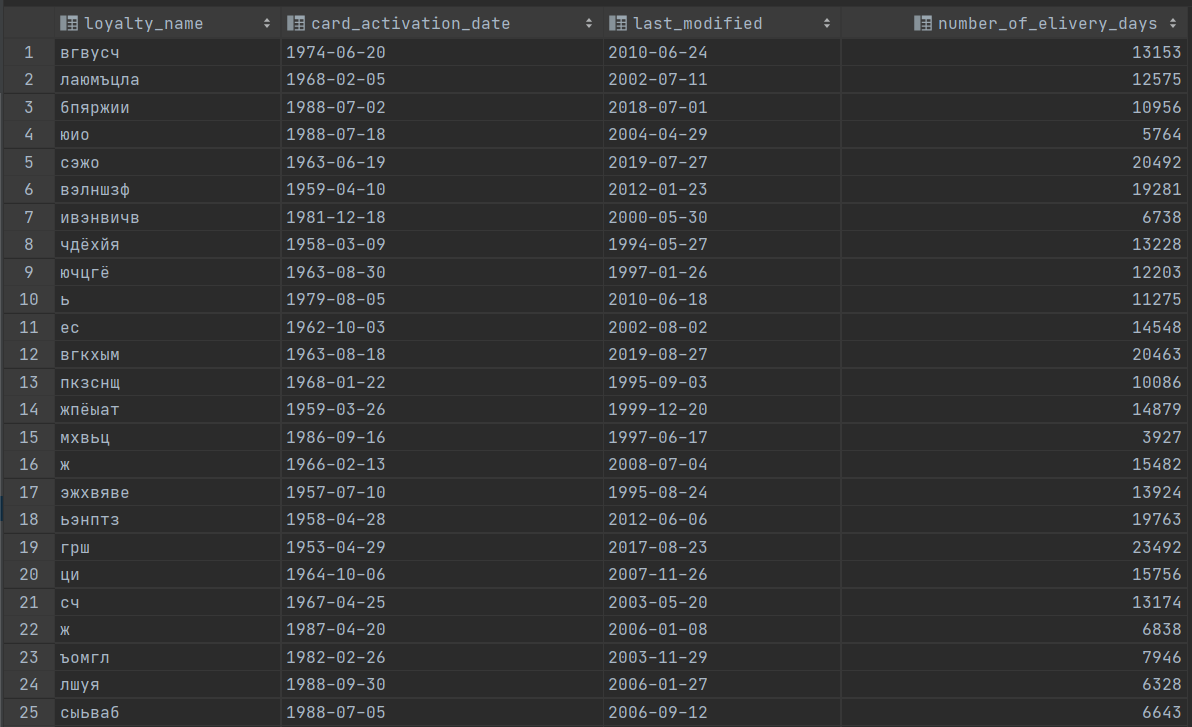 loyalty_name card_activation_date last_modified number_of_elivery_days
1 вгвусч 1974-06-20 2010-06-24 13153
2 лаюмъцла 1968-02-05 2002-07-11 12575
3 бпяржии 1988-07-02 2018-07-01 10956
4 юио 1988-07-18 2004-04-29 5764
5 сэжо 1963-06-19 2019-07-27 20492
6 вэлншзф 1959-04-10 2012-01-23 19281
7 ивэнвичв 1981-12-18 2000-05-30 6738
8 чдёхйя 1958-03-09 1994-05-27 13228
9 ючцгё 1963-08-30 1997-01-26 12203
10 ь 1979-08-05 2010-06-18 11275
11 ес 1962-10-03 2002-08-02 14548
12 вгкхым 1963-08-18 2019-08-27 20463
13 пкзснщ 1968-01-22 1995-09-03 10086
14 жпёыат 1959-03-26 1999-12-20 14879
15 мхвьц 1986-09-16 1997-06-17 3927
16 ж 1966-02-13 2008-07-04 15482
17 эжхвяве 1957-07-10 1995-08-24 13924
18 ьэнптз 1958-04-28 2012-06-06 19763
19 грш 1953-04-29 2017-08-23 23492
20 ци 1964-10-06 2007-11-26 15756
21 сч 1967-04-25 2003-05-20 13174
22 ж 1987-04-20 2006-01-08 6838
23 ъомгл 1982-02-26 2003-11-29 7946
24 лшуя 1988-09-30 2006-01-27 6328
25 сыьваб 1988-07-05 2006-09-12 6643